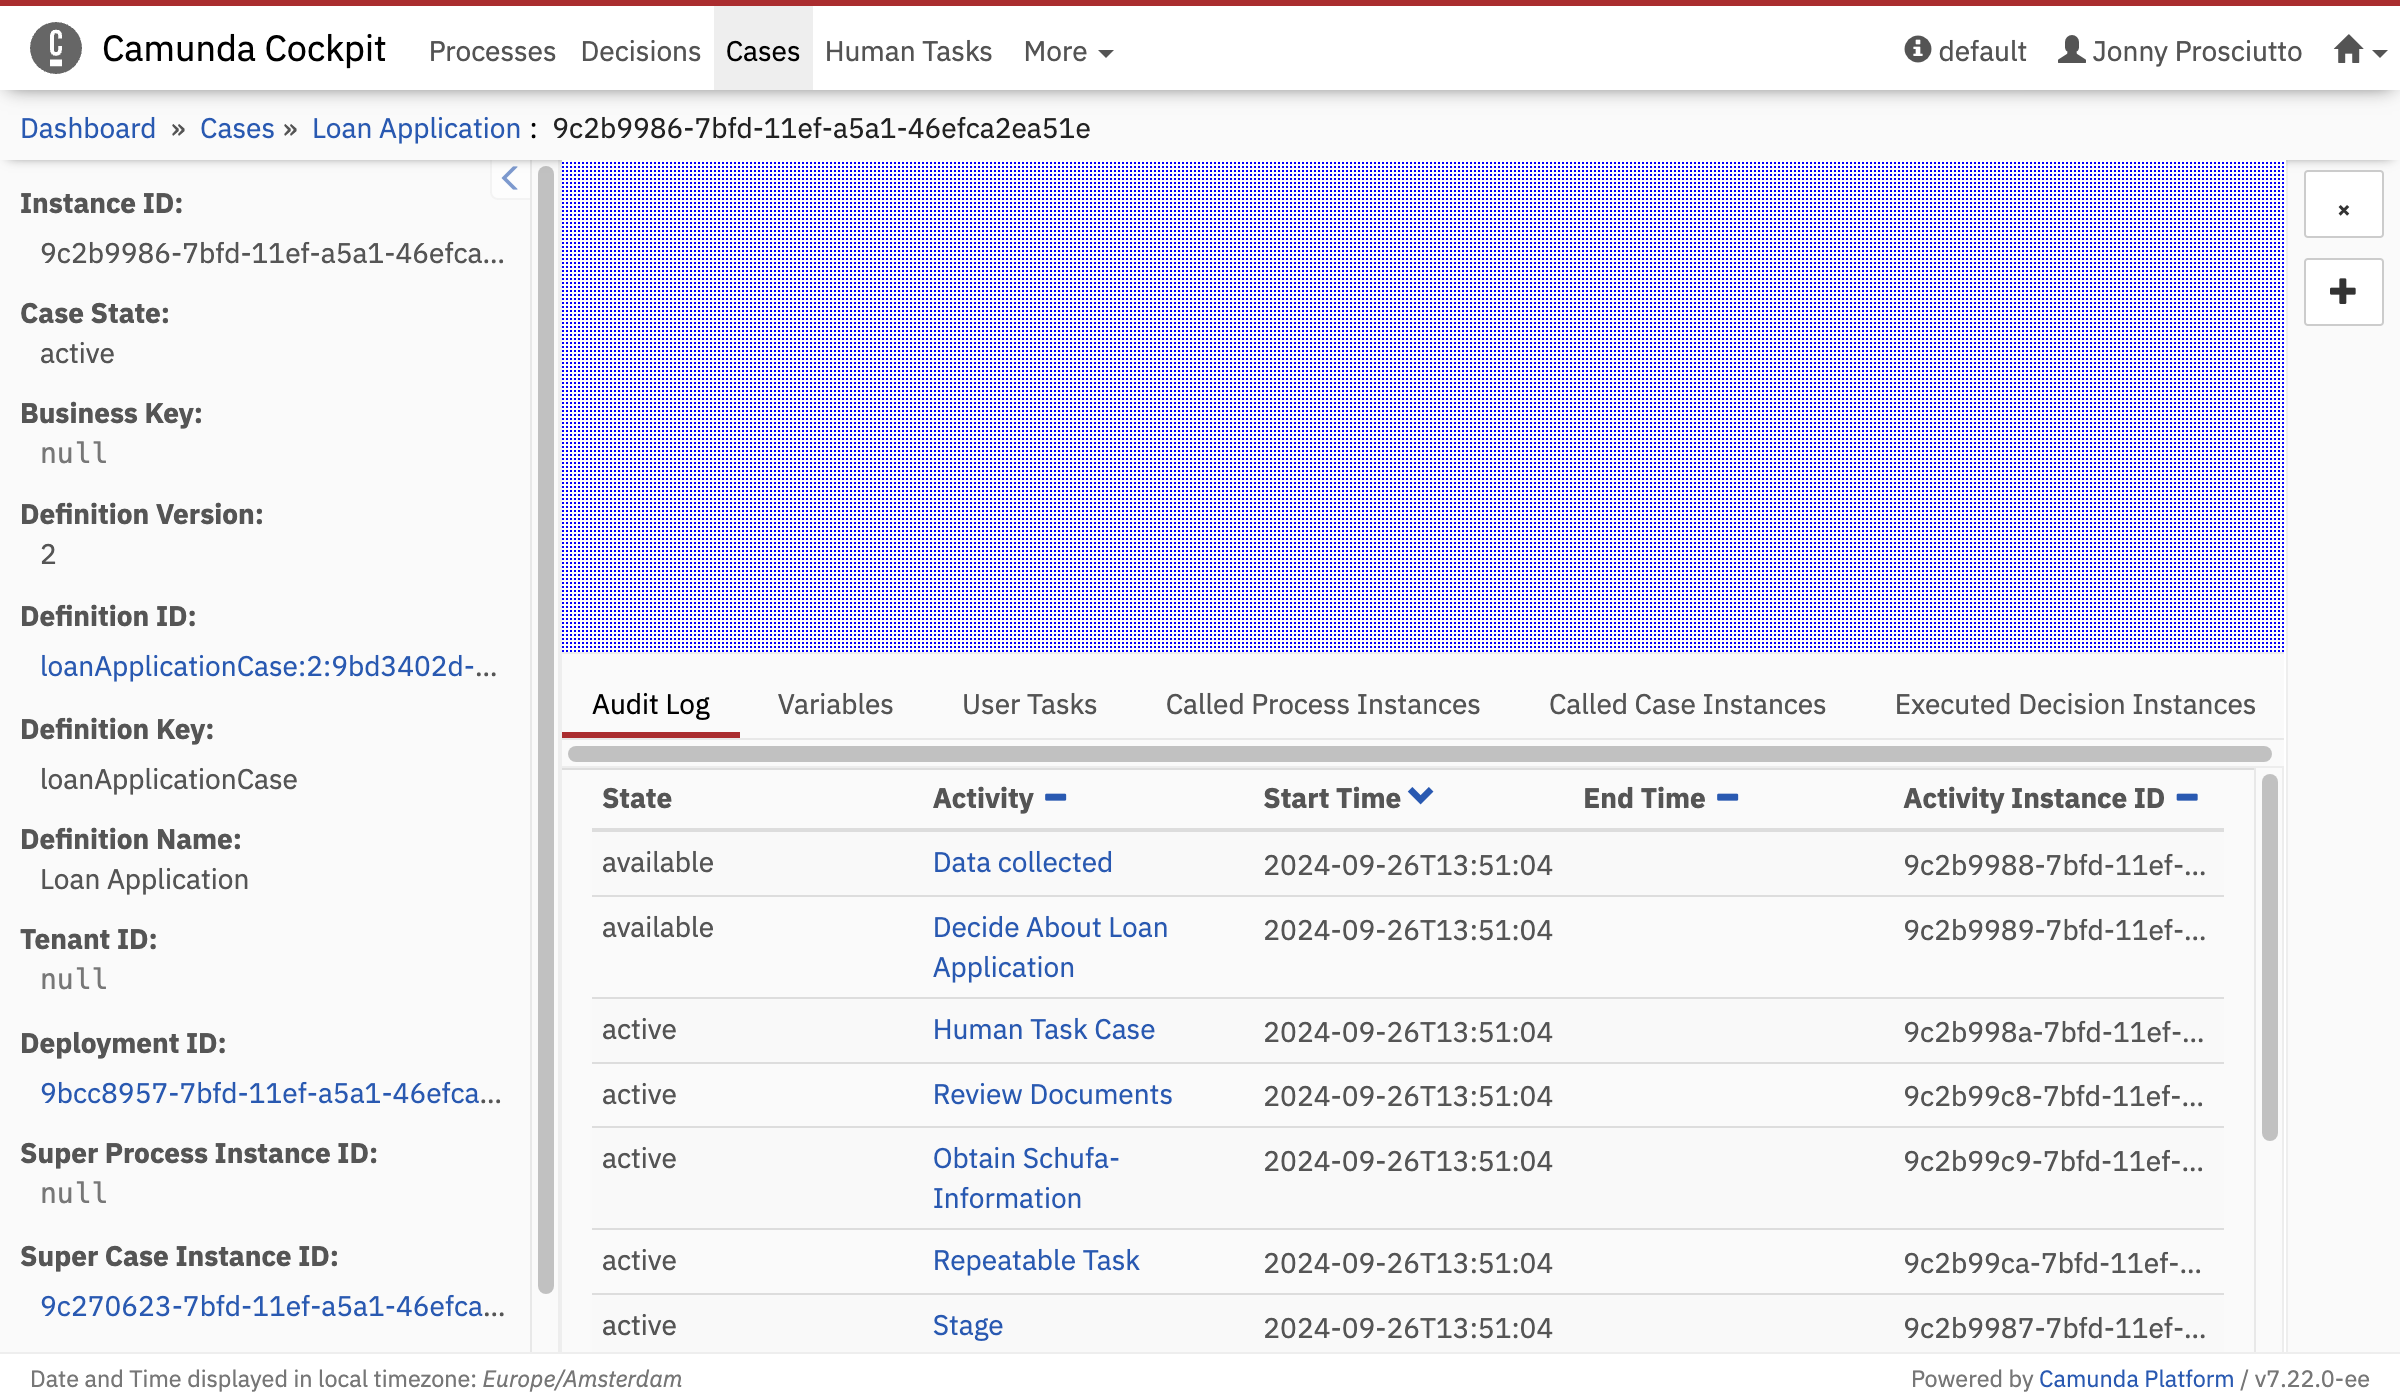 Camunda Cockpit Processes Decisions Cases Human Tasks More default Jonny Prosciutto
Dashboard » Cases » Loan Application : 9c2b9986-7bfd-11ef-a5a1-46efca2ea51e
Instance ID:
9c2b9986-7bfd-11ef-a5a1-46efca...
Case State:
active
Business Key:
null
Definition Version:
2
Definition ID:
loanApplicationCase:2:9bd3402d-...
Definition Key:
loanApplicationCase
Definition Name:
Loan Application
Tenant ID:
null
Deployment ID:
9bcc8957-7bfd-11ef-a5a1-46efca...
Super Process Instance ID:
null
Super Case Instance ID:
9c270623-7bfd-11ef-a5a1-46efca...
Audit Log Variables User Tasks Called Process Instances Called Case Instances Executed Decision Instances
State Activity Start Time End Time Activity Instance ID
available Data collected 2024-09-26T13:51:04 9c2b9988-7bfd-11ef-...
available Decide About Loan 2024-09-26T13:51:04 9c2b9989-7bfd-11ef-...
Application
active Human Task Case 2024-09-26T13:51:04 9c2b998a-7bfd-11ef-...
active Review Documents 2024-09-26T13:51:04 9c2b99c8-7bfd-11ef-...
active Obtain Schufa- 2024-09-26T13:51:04 9c2b99c9-7bfd-11ef-...
Information
active Repeatable Task 2024-09-26T13:51:04 9c2b99ca-7bfd-11ef-...
active Stage 2024-09-26T13:51:04 9c2b9987-7bfd-11ef-...
Date and Time displayed in local timezone: Europe/Amsterdam
Powered by Camunda Platform / v7.22.0-ee